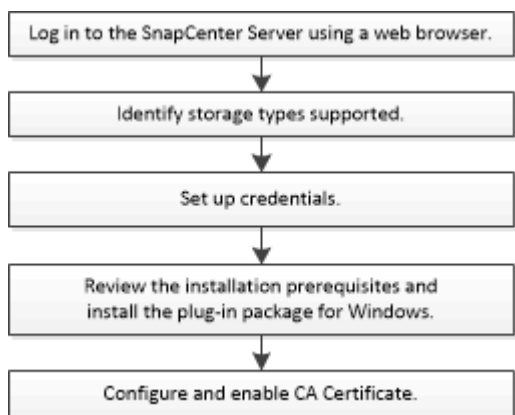 Log in to the SnapCenter Server using a web browser.
Identify storage types supported.
Set up credentials.
Review the installation prerequisites and
install the plug-in package for Windows.
Configure and enable CA Certificate.